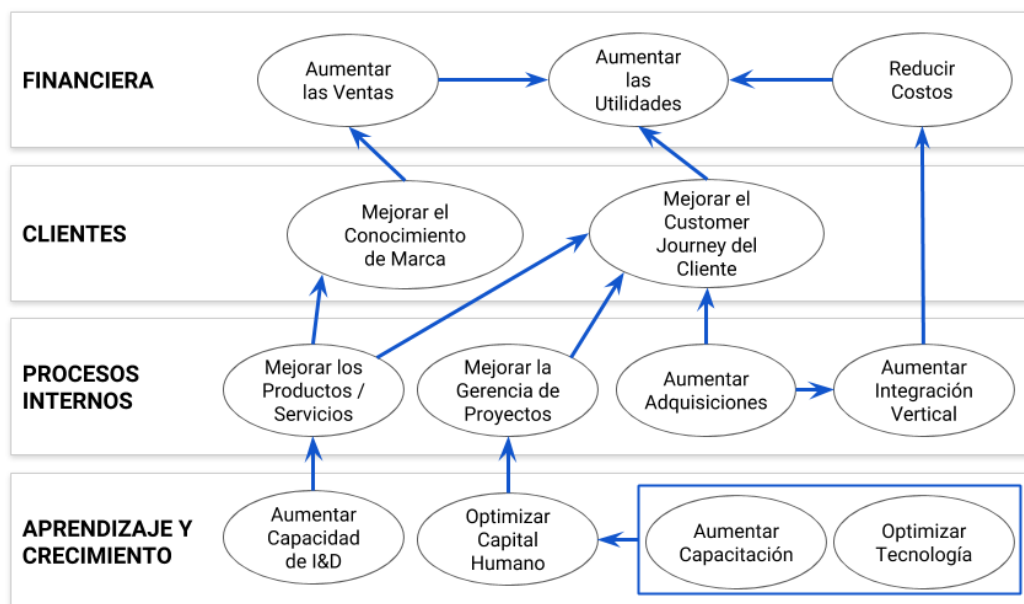 FINANCIERA
Aumentar
las Ventas
Aumentar
las
Utilidades
Reducir
Costos
CLIENTES
Mejorar el
Conocimiento
de Marca
Mejorar el
Customer
Journey del
Cliente
PROCESOS
INTERNOS
Mejorar los
Productos /
Servicios
Mejorar la
Gerencia de
Proyectos
Aumentar
Adquisiciones
Aumentar
Integración
Vertical
APRENDIZAJE Y
CRECIMIENTO
Aumentar
Capacidad
de I&D
Optimizar
Capital
Humano
Aumentar
Capacitación
Optimizar
Tecnología